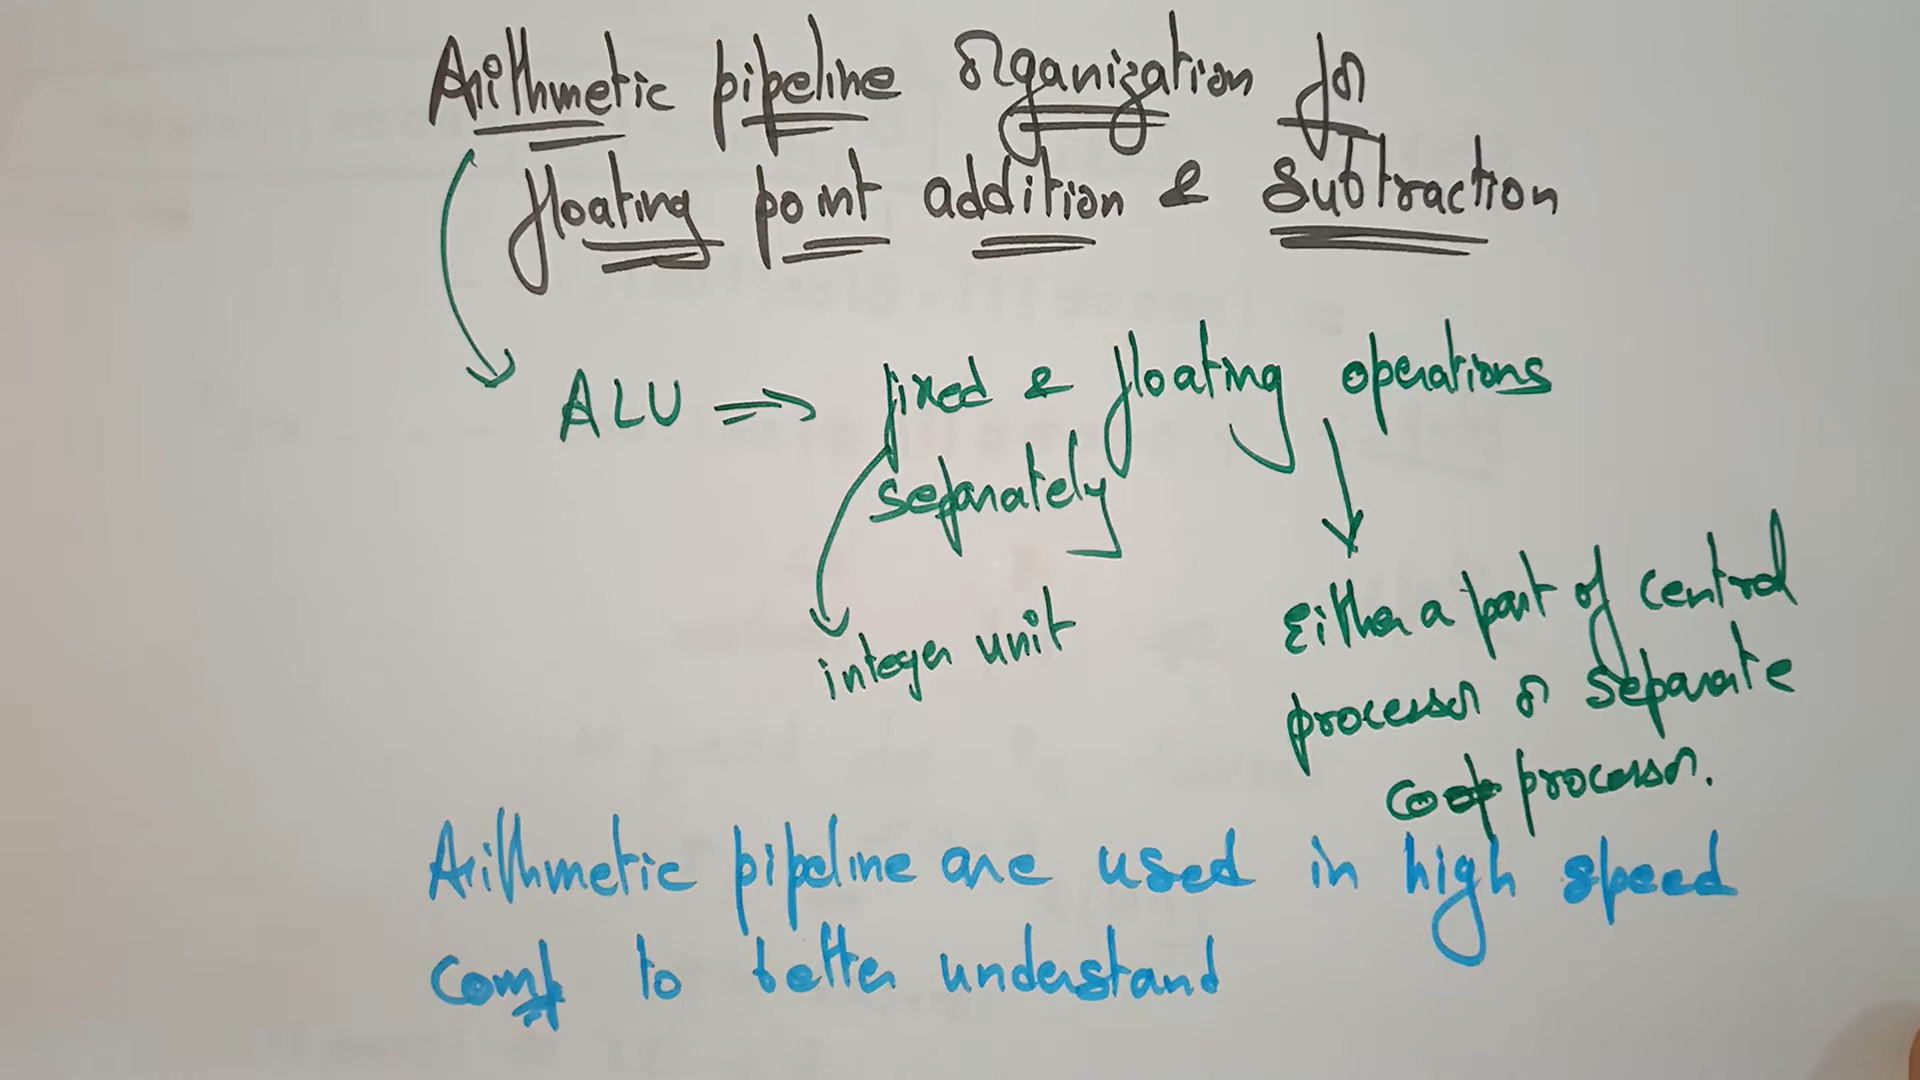 Arithmetic pipeline organization for
floating point addition & subtraction
ALU => fixed & floating operations
separately
integer unit
Either a part of central
processor or separate
co processor.
Arithmetic pipeline are used in high speed
comp to better understand